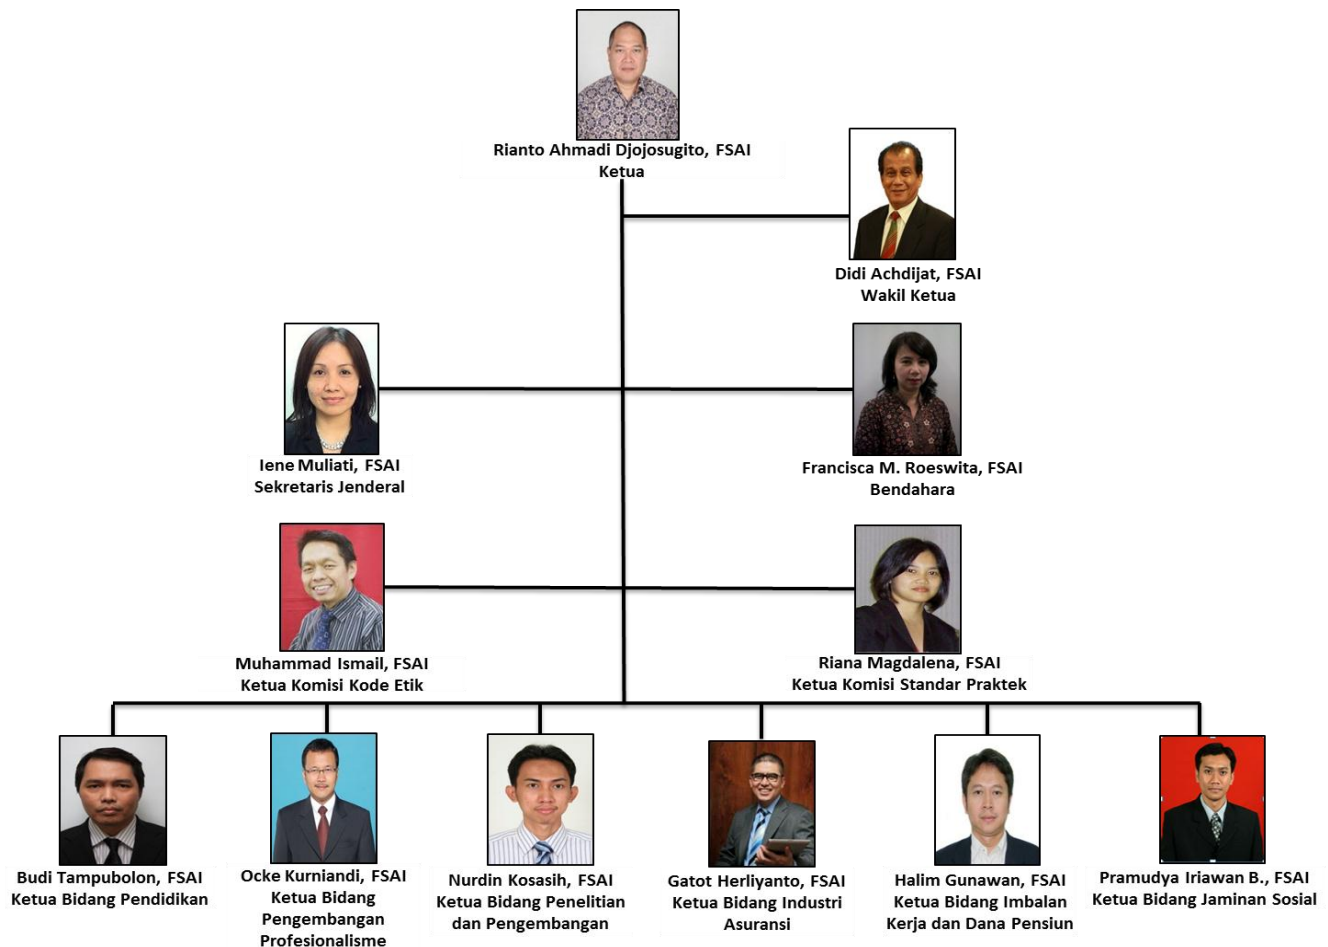 Rianto Ahmadi Djojosugito, FSAI
Ketua
Didi Achdijat, FSAI
Wakil Ketua
Iene Muliati, FSAI
Sekretaris Jenderal
Francisca M. Roeswita, FSAI
Bendahara
Muhammad Ismail, FSAI
Ketua Komisi Kode Etik
Riana Magdalena, FSAI
Ketua Komisi Standar Praktek
Budi Tampubolon, FSAI
Ketua Bidang Pendidikan
Ocke Kurniandi, FSAI
Ketua Bidang
Pengembangan
Profesionalisme
Nurdin Kosasih, FSAI
Ketua Bidang Penelitian
dan Pengembangan
Gatot Herliyanto, FSAI
Ketua Bidang Industri
Asuransi
Halim Gunawan, FSAI
Ketua Bidang Imbalan
Kerja dan Dana Pensiun
Pramudya Iriawan B., FSAI
Ketua Bidang Jaminan Sosial